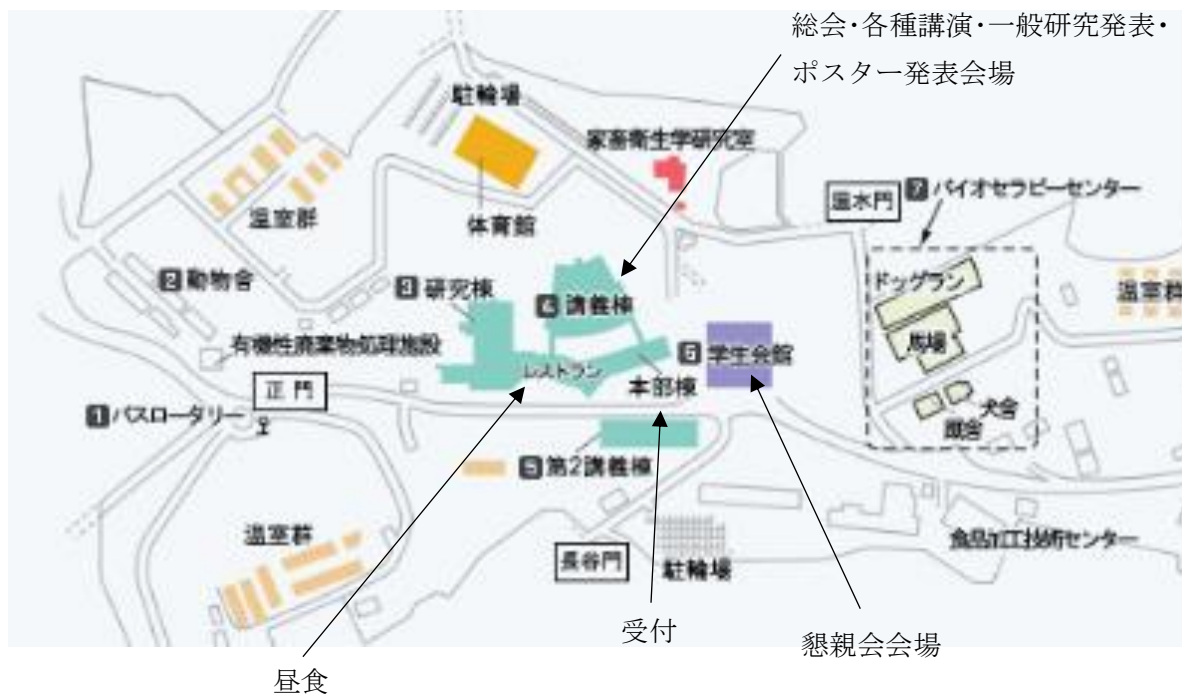 総会・各種講演・一般研究発表・
ポスター発表会場
駐輪場
家畜衛生学研究室
温水門
7 バイオセラピーセンター
体育館
温室群
2 動物舎
3 研究棟
4 講義棟
ドッグラン
温室群
馬場
有機性廃棄物処理施設
レストラン
本部棟
6 学生会館
正門
1 バスロータリー
犬舎
厩舎
5 第2講義棟
温室群
長谷門
駐輪場
食品加工技術センター
受付
懇親会会場
昼食